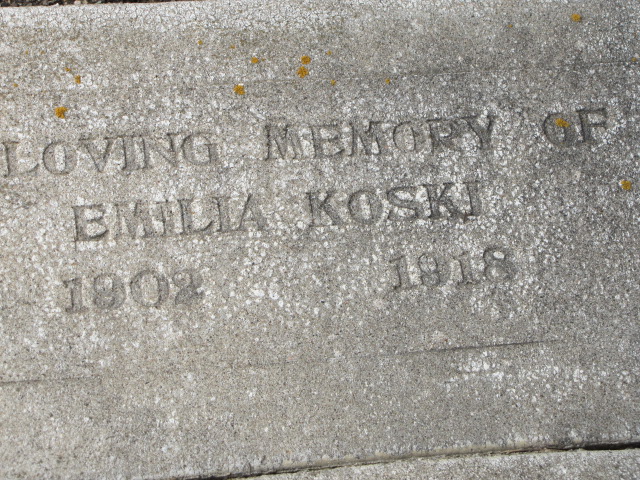 LOVING MEMORY OF
EMILIA KOSKI
1902 1918